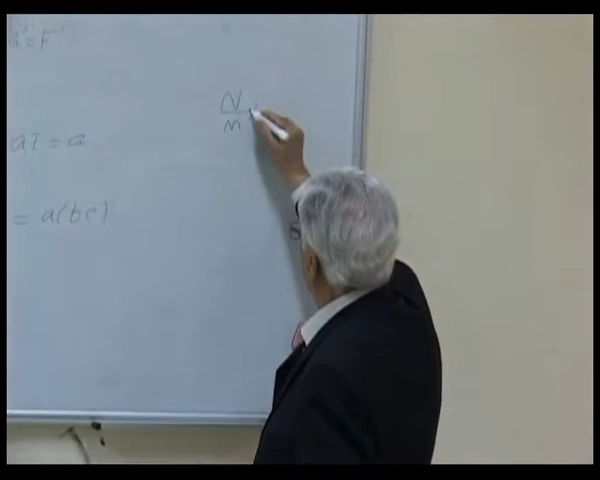 N
m
aI = a
= a(bc)